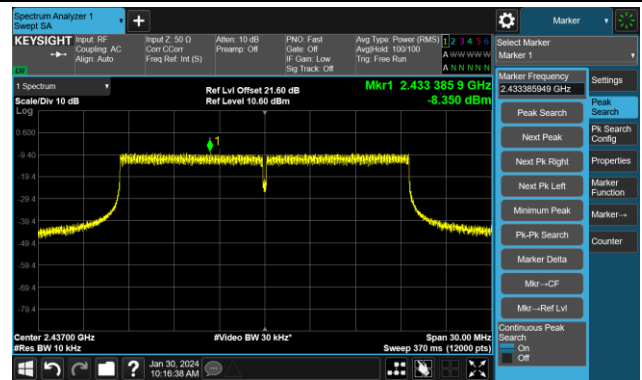 Spectrum Analyzer 1
Swept SA
Marker
KEYSIGHT
Input: RF
Coupling: AC
Align: Auto
Input Z: 50 Ω
Corr CCorr
Freq Ref: Int (S)
Atten: 10 dB
Preamp: Off
PNO: Fast
Gate: Off
IF Gain: Low
Sig Track: Off
Avg Type: Power (RMS)
Avg|Hold: 100/100
Trig: Free Run
1 2 3 4 5 6
A W W W W W
A N N N N N
LW
Select Marker
Marker 1
1 Spectrum
Scale/Div 10 dB
Log
Ref Lvl Offset 21.60 dB
Ref Level 10.60 dBm
Mkr1 2.433 385 9 GHz
-8.350 dBm
0.600
-9.40
-19.4
-29.4
-39.4
-49.4
-59.4
-69.4
-79.4
1
Center 2.43700 GHz
#Res BW 10 kHz
#Video BW 30 kHz*
Span 30.00 MHz
Sweep 370 ms (12000 pts)
Marker Frequency
2.433385949 GHz
Peak Search
Next Peak
Next Pk Right
Next Pk Left
Minimum Peak
Pk-Pk Search
Marker Delta
Mkr→CF
Mkr→Ref Lvl
Continuous Peak
Search
On
Off
Settings
Peak
Search
Pk Search
Config
Properties
Marker
Function
Marker→
Counter
?
Jan 30, 2024
10:16:38 AM